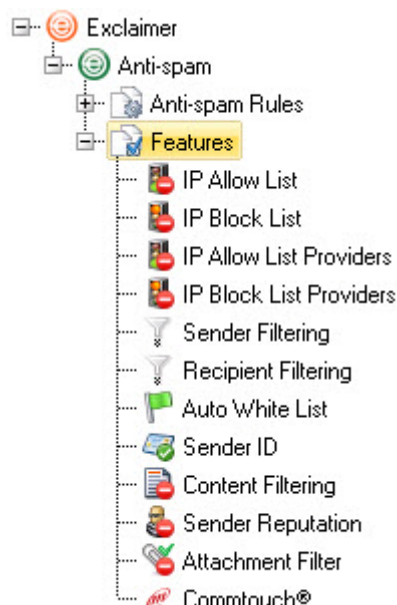 Exclaimer
Anti-spam
Anti-spam Rules
Features
IP Allow List
IP Block List
IP Allow List Providers
IP Block List Providers
Sender Filtering
Recipient Filtering
Auto White List
Sender ID
Content Filtering
Sender Reputation
Attachment Filter
Commtouch®